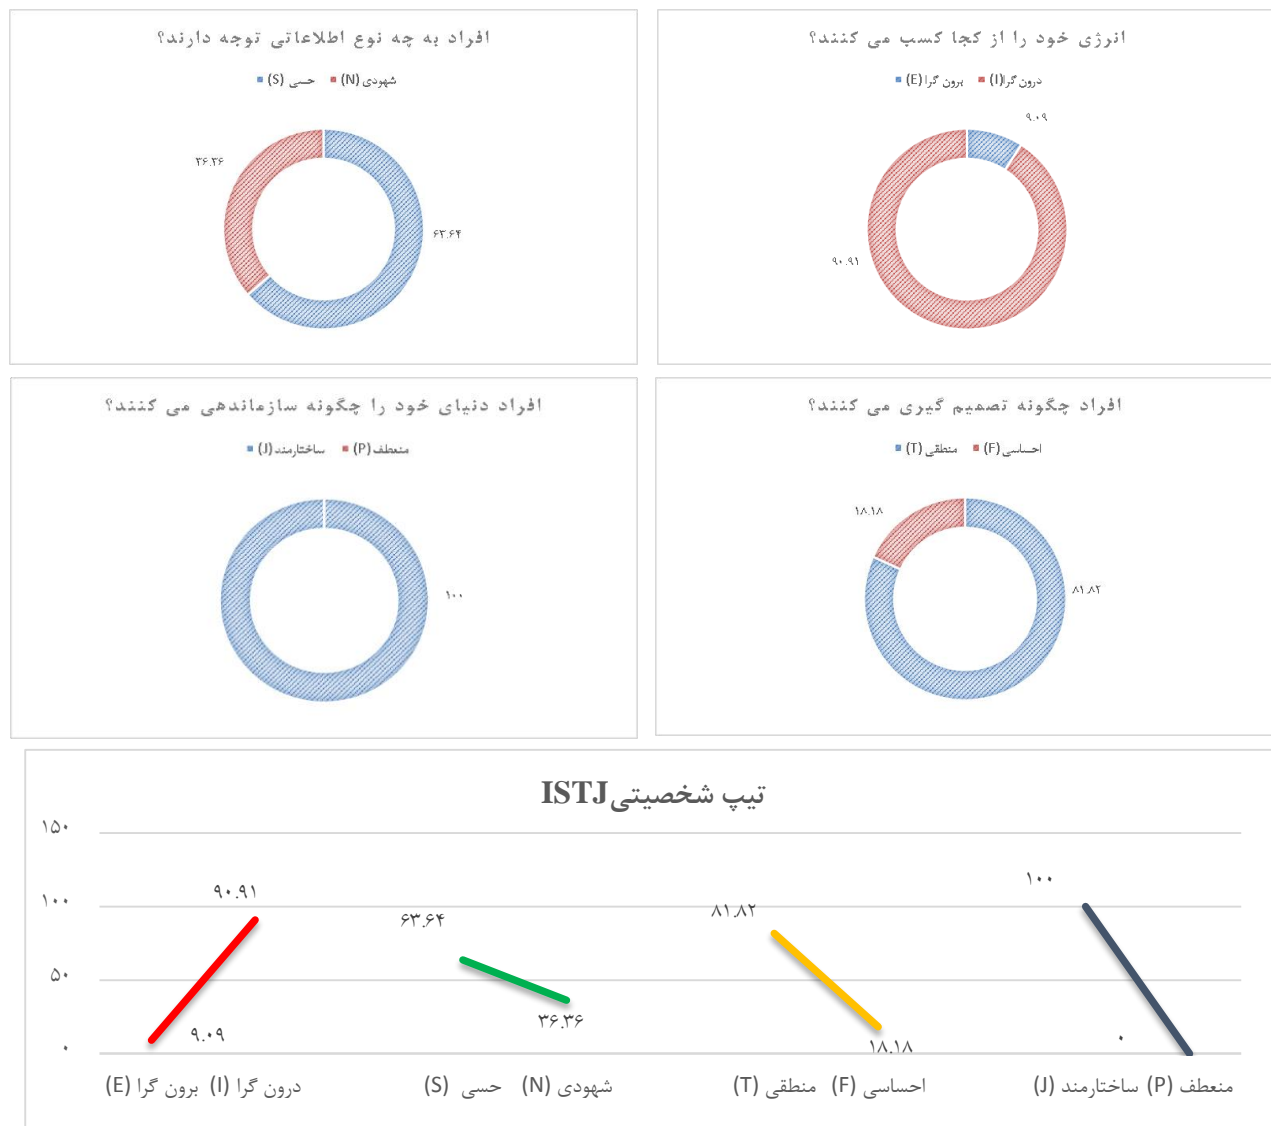 انرژی خود را از کجا کسب می کنند؟
برون گرا (E) درون گرا(I)
۹.۰۹
۹۰.۹۱
افراد به چه نوع اطلاعاتی توجه دارند؟
حسی (S) شهودی (N)
۳۶.۳۶
۶۳.۶۴
افراد چگونه تصمیم گیری می کنند؟
منطقی (T) احساسی (F)
۱۸.۱۸
۸۱.۸۲
افراد دنیای خود را چگونه سازماندهی می کنند؟
ساختارمند (J) منعطف (P)
۱۰۰
تیپ شخصیتی ISTJ
۱۵۰
۱۰۰
۵۰
۰
۹۰.۹۱
۹.۰۹
۶۳.۶۴
۳۶.۳۶
۸۱.۸۲
۱۸.۱۸
۱۰۰
۰
برون گرا (E) درون گرا (I)
حسی (S) شهودی (N)
منطقی (T) احساسی (F)
ساختارمند (J) منعطف (P)